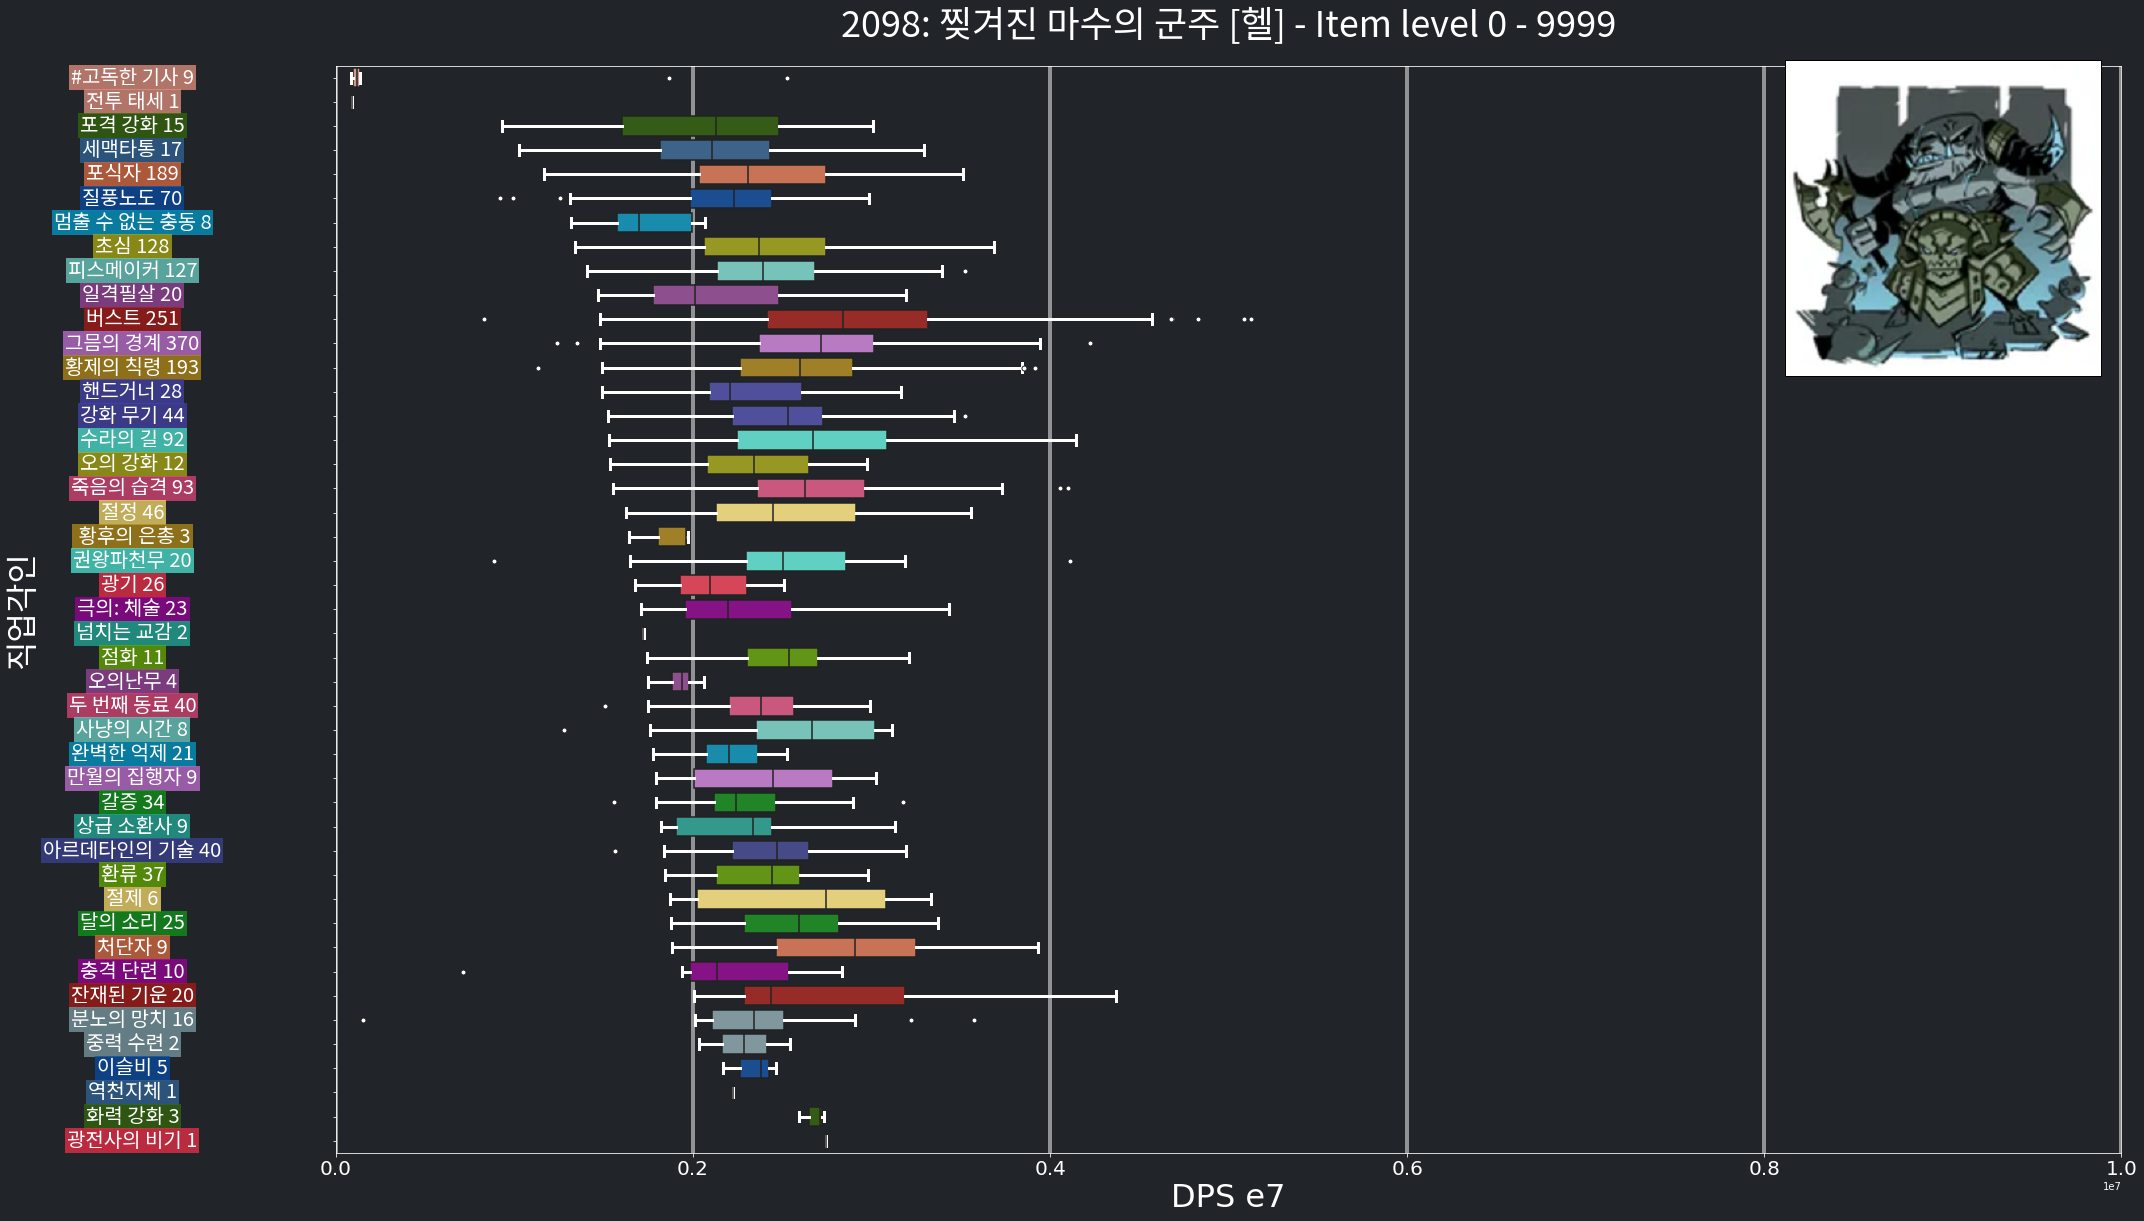 2098: 찢겨진 마수의 군주 [헬] - Item level 0 - 9999
#고독한 기사 9
전투 태세 1
포격 강화 15
세맥타통 17
포식자 189
질풍노도 70
멈출 수 없는 충동 8
초심 128
피스메이커 127
일격필살 20
버스트 251
그믐의 경계 370
황제의 칙령 193
핸드거너 28
강화 무기 44
수라의 길 92
오의 강화 12
죽음의 습격 93
절정 46
황후의 은총 3
권왕파천무 20
광기 26
극의: 체술 23
넘치는 교감 2
점화 11
오의난무 4
두 번째 동료 40
사냥의 시간 8
완벽한 억제 21
만월의 집행자 9
갈증 34
상급 소환사 9
아르데타인의 기술 40
환류 37
절제 6
달의 소리 25
처단자 9
충격 단련 10
잔재된 기운 20
분노의 망치 16
중력 수련 2
이슬비 5
역천지체 1
화력 강화 3
광전사의 비기 1
직업각인
0.0 0.2 0.4 0.6 0.8 1.0
1e7
DPS e7